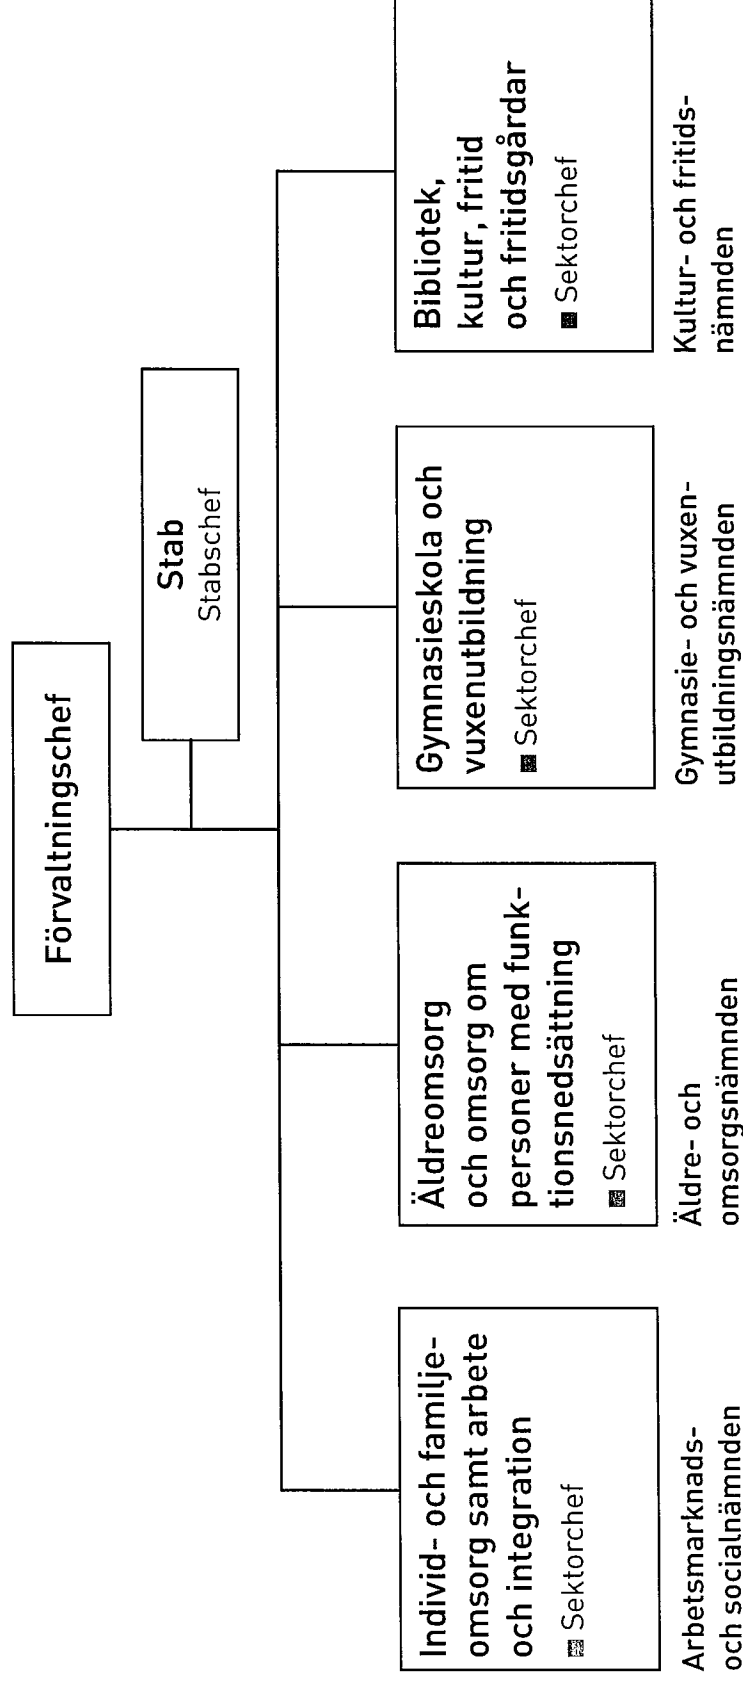 Förvaltningschef
Stab
Stabschef
Individ- och familje-
omsorg samt arbete
och integration
Sektorchef
Arbetsmarknads-
och socialnämnden
Äldreomsorg
och omsorg om
personer med funk-
tionsnedsättning
Sektorchef
Äldre- och
omsorgsnämnden
Gymnasieskola och
vuxenutbildning
Sektorchef
Gymnasie- och vuxen-
utbildningsnämnden
Bibliotek,
kultur, fritid
och fritidsgårdar
Sektorchef
Kultur- och fritids-
nämnden